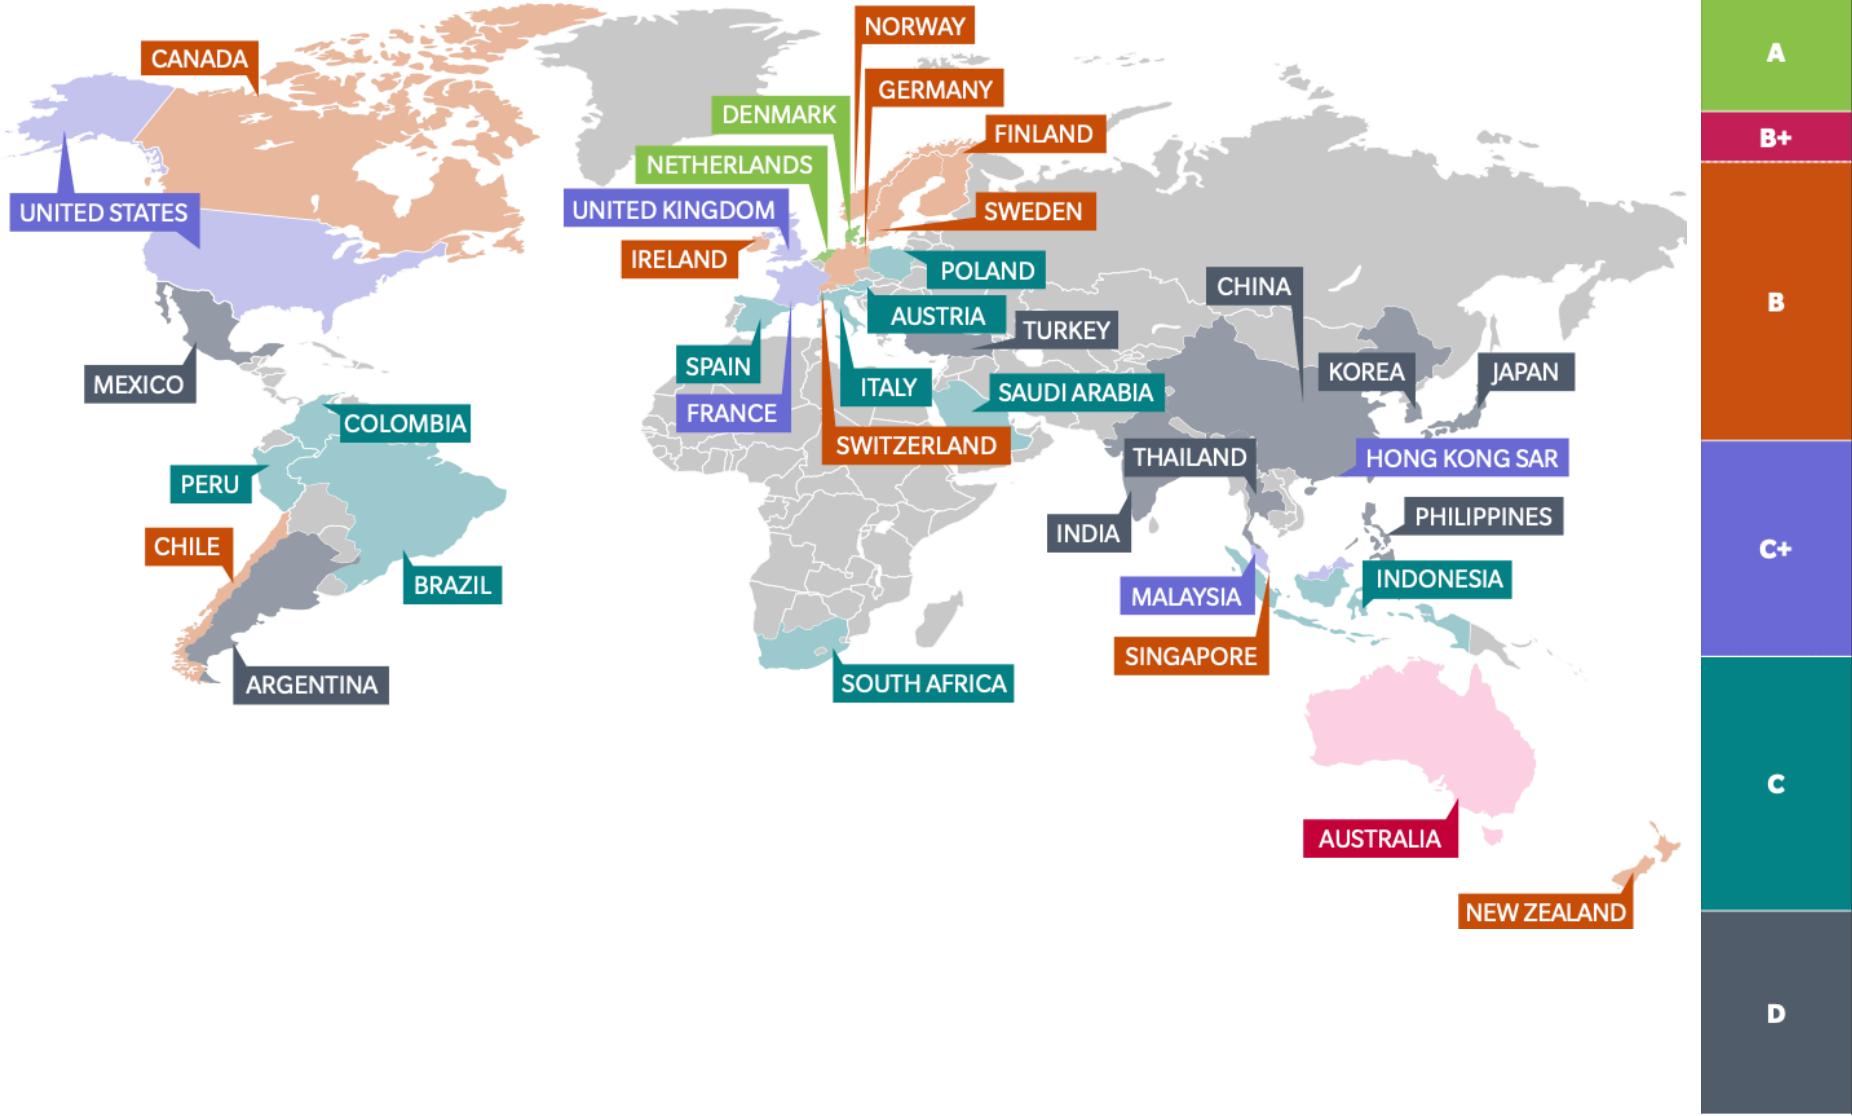 NORWAY
CANADA
GERMANY
DENMARK
FINLAND
NETHERLANDS
UNITED STATES
UNITED KINGDOM
SWEDEN
IRELAND
POLAND
CHINA
AUSTRIA
TURKEY
SPAIN
MEXICO
ITALY
SAUDI ARABIA
KOREA
JAPAN
FRANCE
COLOMBIA
SWITZERLAND
THAILAND
HONG KONG SAR
PERU
INDIA
PHILIPPINES
CHILE
BRAZIL
MALAYSIA
INDONESIA
SINGAPORE
ARGENTINA
SOUTH AFRICA
AUSTRALIA
NEW ZEALAND
A
B+
B
C+
C
D